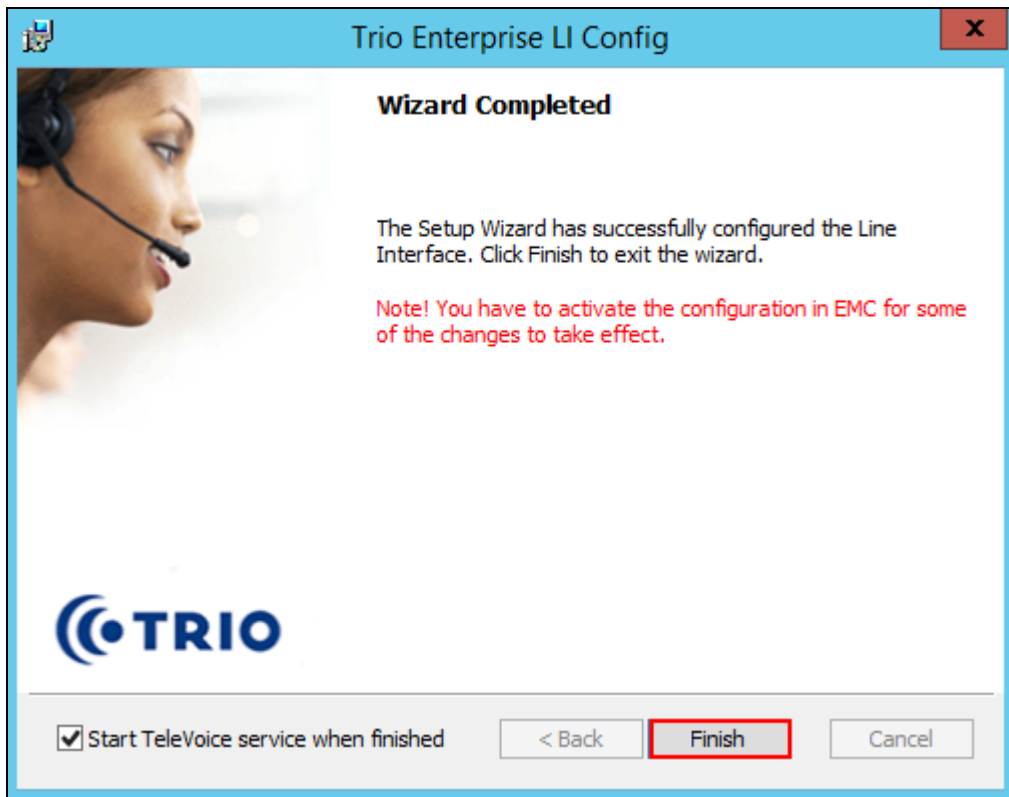 Trio Enterprise LI Config
x
Wizard Completed
The Setup Wizard has successfully configured the Line
Interface. Click Finish to exit the wizard.
Note! You have to activate the configuration in EMC for some
of the changes to take effect.
TRIO
Start TeleVoice service when finished
< Back
Finish
Cancel